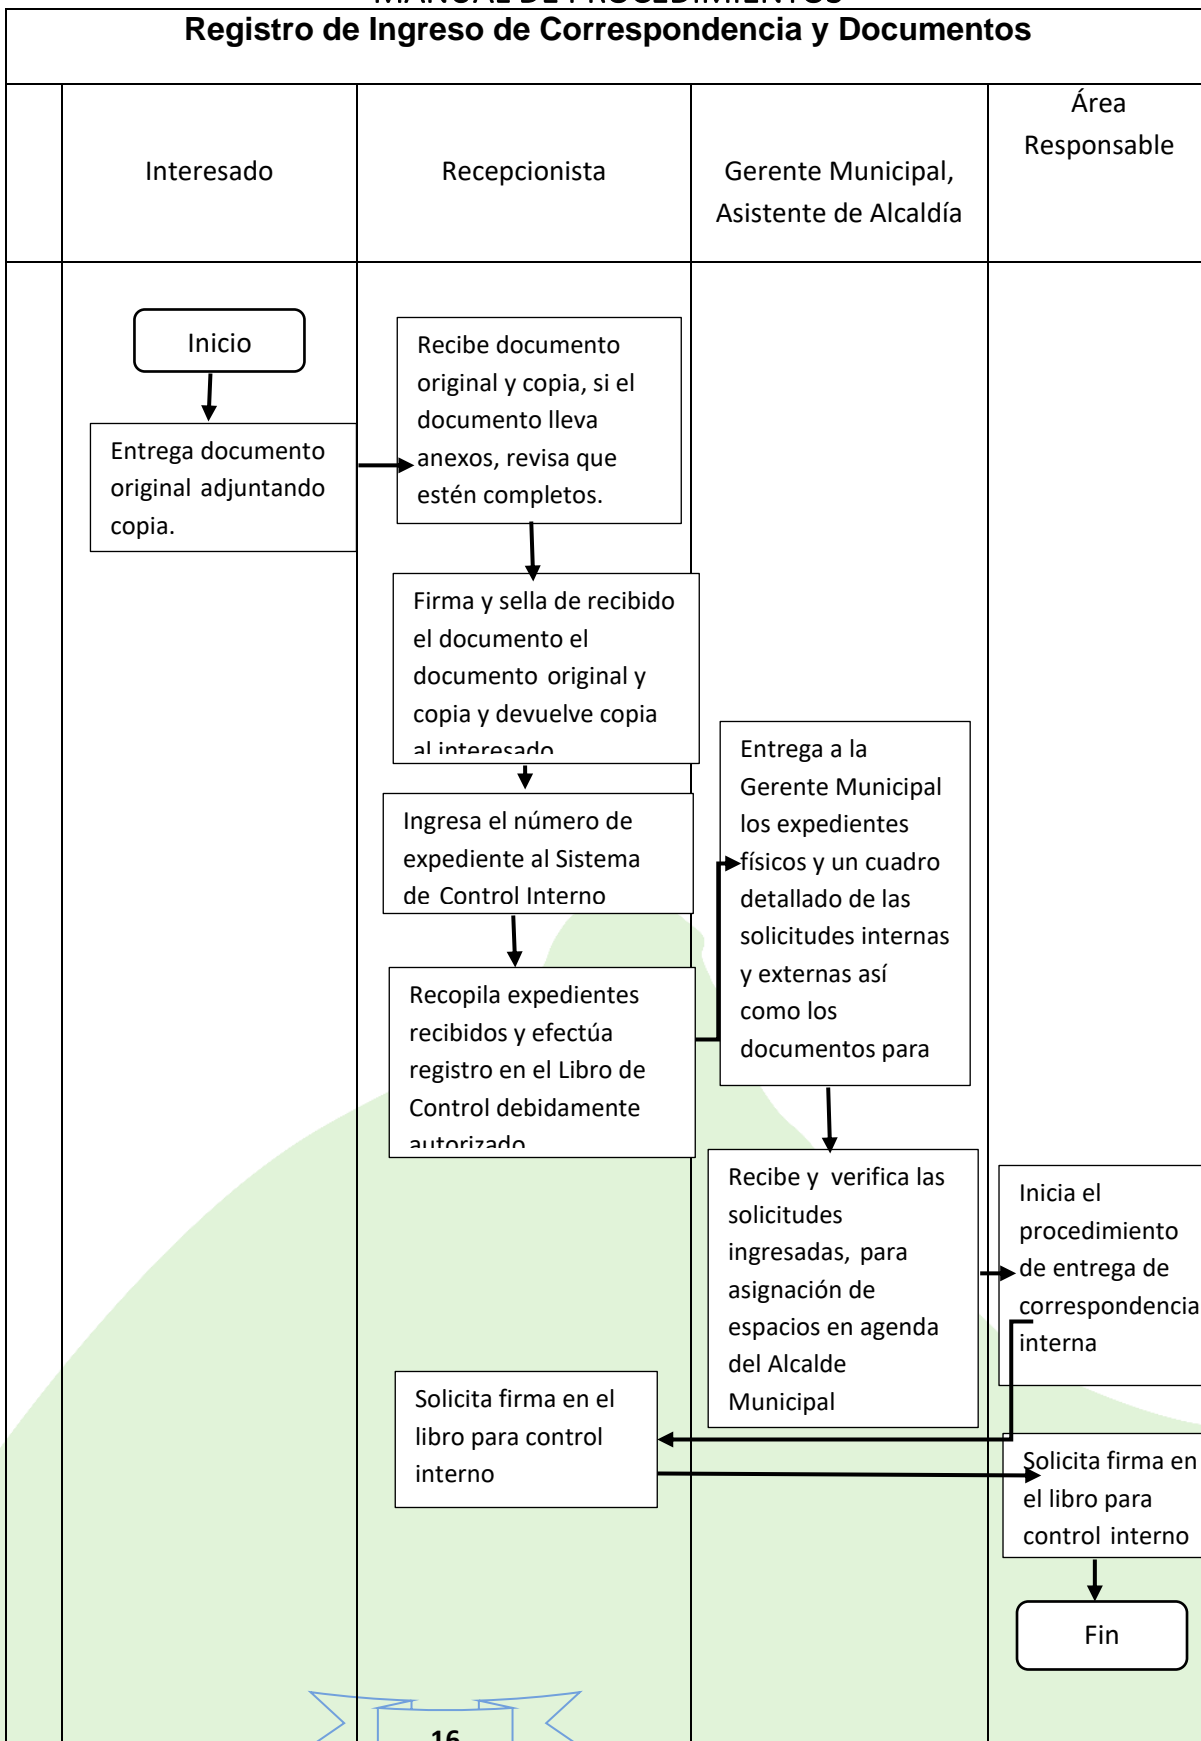 MANUAL DE PROCEDIMIENTOS
Registro de Ingreso de Correspondencia y Documentos
Interesado
Recepcionista
Gerente Municipal,
Asistente de Alcaldía
Área
Responsable
Inicio
Entrega documento
original adjuntando
copia.
Recibe documento
original y copia, si el
documento lleva
anexos, revisa que
estén completos.
Firma y sella de recibido
el documento el
documento original y
copia y devuelve copia
al interesado
Ingresa el número de
expediente al Sistema
de Control Interno
Recopila expedientes
recibidos y efectúa
registro en el Libro de
Control debidamente
autorizado
Entrega a la
Gerente Municipal
los expedientes
físicos y un cuadro
detallado de las
solicitudes internas
y externas así
como los
documentos para
Recibe y verifica las
solicitudes
ingresadas, para
asignación de
espacios en agenda
del Alcalde
Municipal
Inicia el
procedimiento
de entrega de
correspondencia
interna
Solicita firma en el
libro para control
interno
Solicita firma en
el libro para
control interno
Fin
16